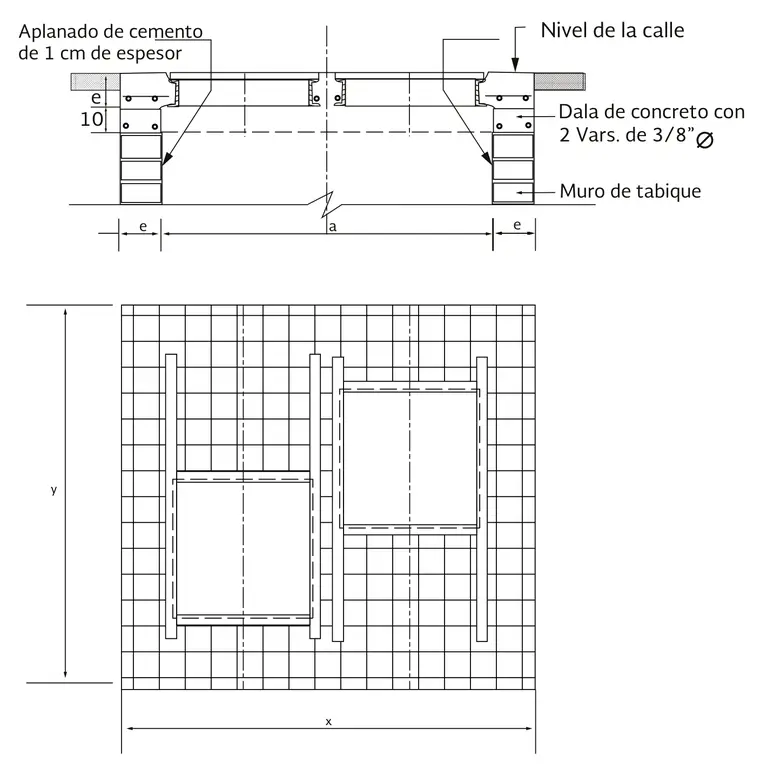 Aplanado de cemento
de 1 cm de espesor
Nivel de la calle
e
10
Dala de concreto con
2 Vars. de 3/8” Ø
Muro de tabique
e
a
e
y
x